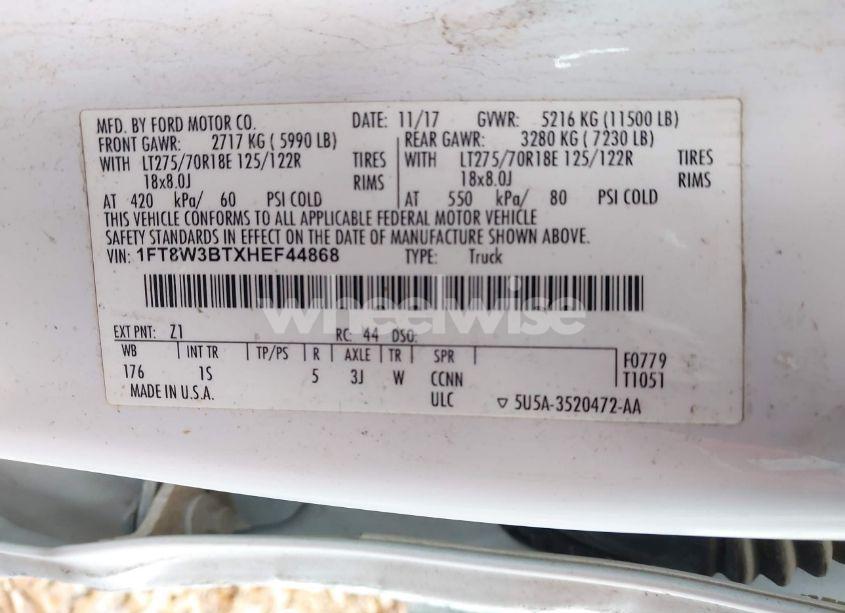 MFD. BY FORD MOTOR CO. DATE: 11/17 GVWR: 5216 KG (11500 LB)
FRONT GAWR: 2717 KG ( 5990 LB) REAR GAWR: 3280 KG ( 7230 LB)
WITH LT275/70R18E 125/122R TIRES WITH LT275/70R18E 125/122R TIRES
18x8.0J RIMS 18x8.0J RIMS
AT 420 kPa/ 60 PSI COLD AT 550 kPa/ 80 PSI COLD
THIS VEHICLE CONFORMS TO ALL APPLICABLE FEDERAL MOTOR VEHICLE
SAFETY STANDARDS IN EFFECT ON THE DATE OF MANUFACTURE SHOWN ABOVE.
VIN: 1FT8W3BTXHEF44868 TYPE: Truck
wheelwise
EXT PNT: Z1 RC: 44 DSO:
WB INT TR TP/PS R AXLE TR SPR F0779
176 1S 5 3J W CCNN T1051
MADE IN U.S.A. ULC ▽ 5U5A-3520472-AA